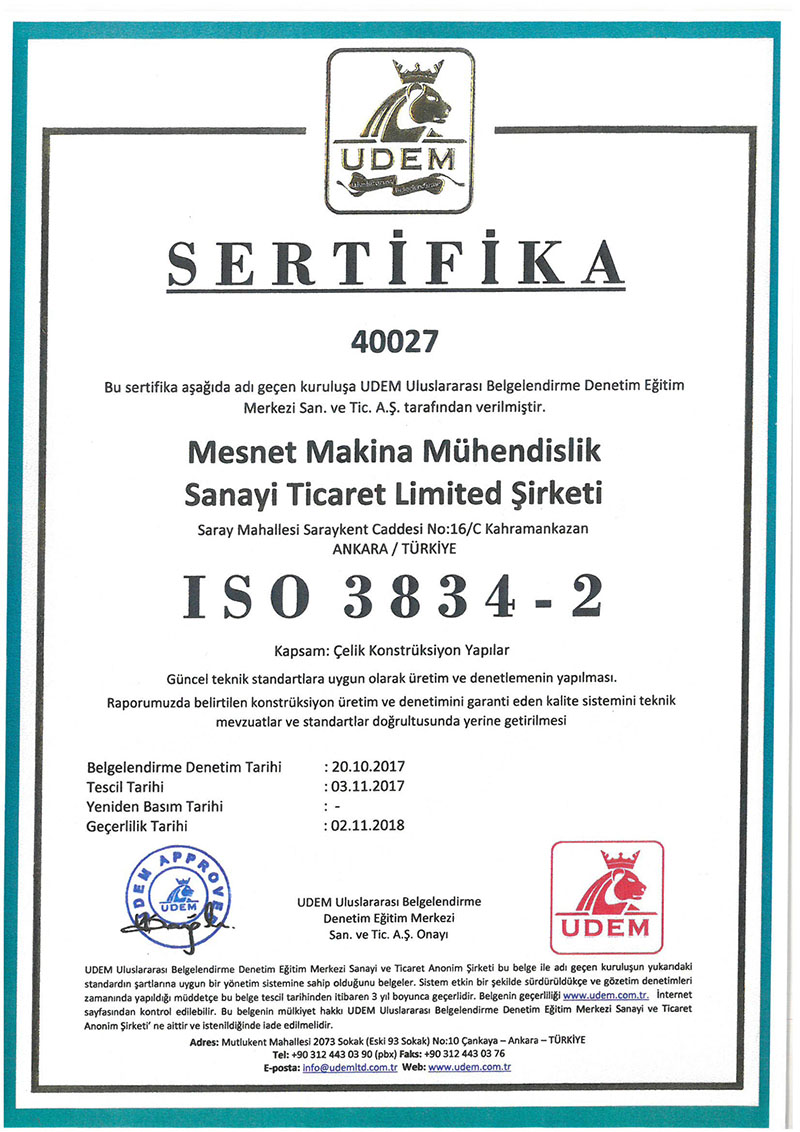 UDEM
Uluslararası Belgelendirme
SERTİFİKA
40027
Bu sertifika aşağıda adı geçen kuruluşa UDEM Uluslararası Belgelendirme Denetim Eğitim
Merkezi San. ve Tic. A.Ş. tarafından verilmiştir.
Mesnet Makina Mühendislik
Sanayi Ticaret Limited Şirketi
Saray Mahallesi Saraykent Caddesi No:16/C Kahramankazan
ANKARA / TÜRKİYE
ISO 3834-2
Kapsam: Çelik Konstrüksiyon Yapılar
Güncel teknik standartlara uygun olarak üretim ve denetlemenin yapılması.
Raporumuzda belirtilen konstrüksiyon üretim ve denetimini garanti eden kalite sistemini teknik
mevzuatlar ve standartlar doğrultusunda yerine getirilmesi
Belgelendirme Denetim Tarihi : 20.10.2017
Tescil Tarihi : 03.11.2017
Yeniden Basım Tarihi : -
Geçerlilik Tarihi : 02.11.2018
UDEM APPROVED
UDEM
UDEM Uluslararası Belgelendirme
Denetim Eğitim Merkezi
San. ve Tic. A.Ş. Onayı
UDEM
UDEM Uluslararası Belgelendirme Denetim Eğitim Merkezi Sanayi ve Ticaret Anonim Şirketi bu belge ile adı geçen kuruluşun yukarıdaki
standardın şartlarına uygun bir yönetim sistemine sahip olduğunu belgeler. Sistem etkin bir şekilde sürdürüldükçe ve gözetim denetimleri
zamanında yapıldığı müddetçe bu belge tescil tarihinden itibaren 3 yıl boyunca geçerlidir. Belgenin geçerliliği www.udem.com.tr. İnternet
sayfasından kontrol edilebilir. Bu belgenin mülkiyet hakkı UDEM Uluslararası Belgelendirme Denetim Eğitim Merkezi Sanayi ve Ticaret
Anonim Şirketi' ne aittir ve istenildiğinde iade edilmelidir.
Adres: Mutlukent Mahallesi 2073 Sokak (Eski 93 Sokak) No:10 Çankaya – Ankara – TÜRKİYE
Tel: +90 312 443 03 90 (pbx) Faks: +90 312 443 03 76
E-posta: info@udemltd.com.tr Web: www.udem.com.tr